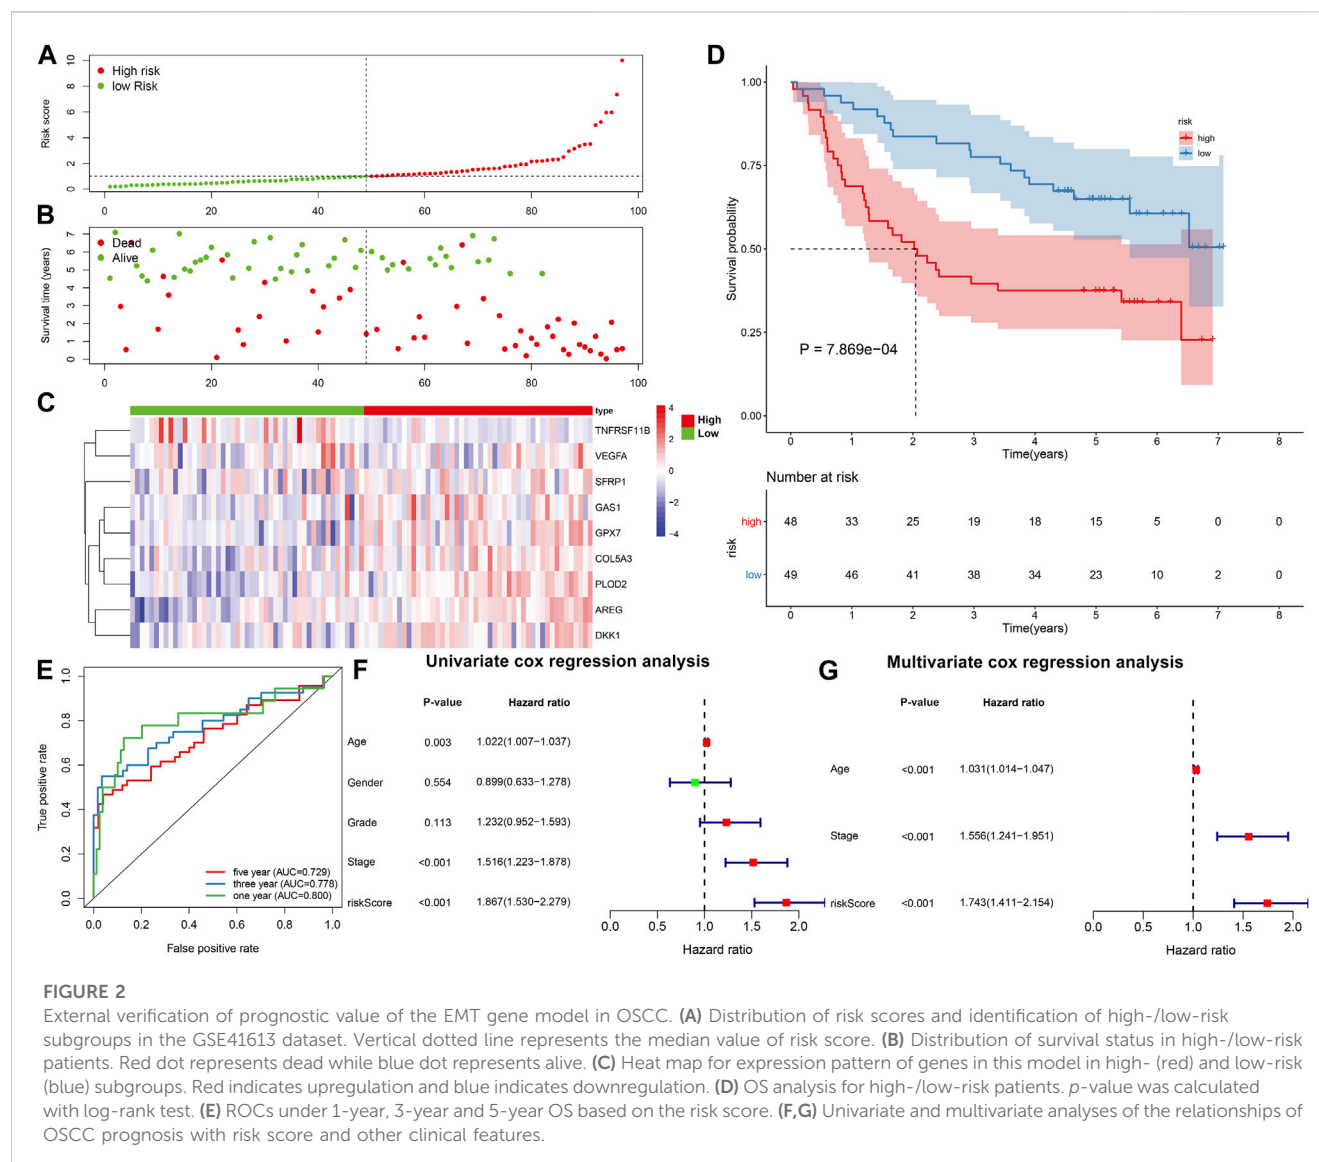 A
High risk
low Risk
Risk score
10
8
6
4
2
0
0
20
40
60
80
100
B
Dead
Alive
Survival time (years)
7
6
5
4
3
2
1
0
0
20
40
60
80
100
C
type
TNFRSF11B
VEGFA
SFRP1
GAS1
GPX7
COL5A3
PLOD2
AREG
DKK1
4
2
0
−2
−4
High
Low
D
Survival probability
1.00
0.75
0.50
0.25
0.00
P = 7.869e−04
risk
high
low
0 1 2 3 4 5 6 7 8
Time(years)
Number at risk
risk
high 48 33 25 19 18 15 5 0 0
low 49 46 41 38 34 23 10 2 0
0 1 2 3 4 5 6 7 8
Time(years)
E
True positive rate
1.0
0.8
0.6
0.4
0.2
0.0
five year (AUC=0.729)
three year (AUC=0.778)
one year (AUC=0.800)
0.0 0.2 0.4 0.6 0.8 1.0
False positive rate
F
Univariate cox regression analysis
P-value Hazard ratio
Age 0.003 1.022(1.007−1.037)
Gender 0.554 0.899(0.633−1.278)
Grade 0.113 1.232(0.952−1.593)
Stage <0.001 1.516(1.223−1.878)
riskScore <0.001 1.867(1.530−2.279)
0.0 0.5 1.0 1.5 2.0
Hazard ratio
G
Multivariate cox regression analysis
P-value Hazard ratio
Age <0.001 1.031(1.014−1.047)
Stage <0.001 1.556(1.241−1.951)
riskScore <0.001 1.743(1.411−2.154)
0.0 0.5 1.0 1.5 2.0
Hazard ratio
FIGURE 2
External verification of prognostic value of the EMT gene model in OSCC. (A) Distribution of risk scores and identification of high-/low-risk
subgroups in the GSE41613 dataset. Vertical dotted line represents the median value of risk score. (B) Distribution of survival status in high-/low-risk
patients. Red dot represents dead while blue dot represents alive. (C) Heat map for expression pattern of genes in this model in high- (red) and low-risk
(blue) subgroups. Red indicates upregulation and blue indicates downregulation. (D) OS analysis for high-/low-risk patients. p-value was calculated
with log-rank test. (E) ROCs under 1-year, 3-year and 5-year OS based on the risk score. (F,G) Univariate and multivariate analyses of the relationships of
OSCC prognosis with risk score and other clinical features.